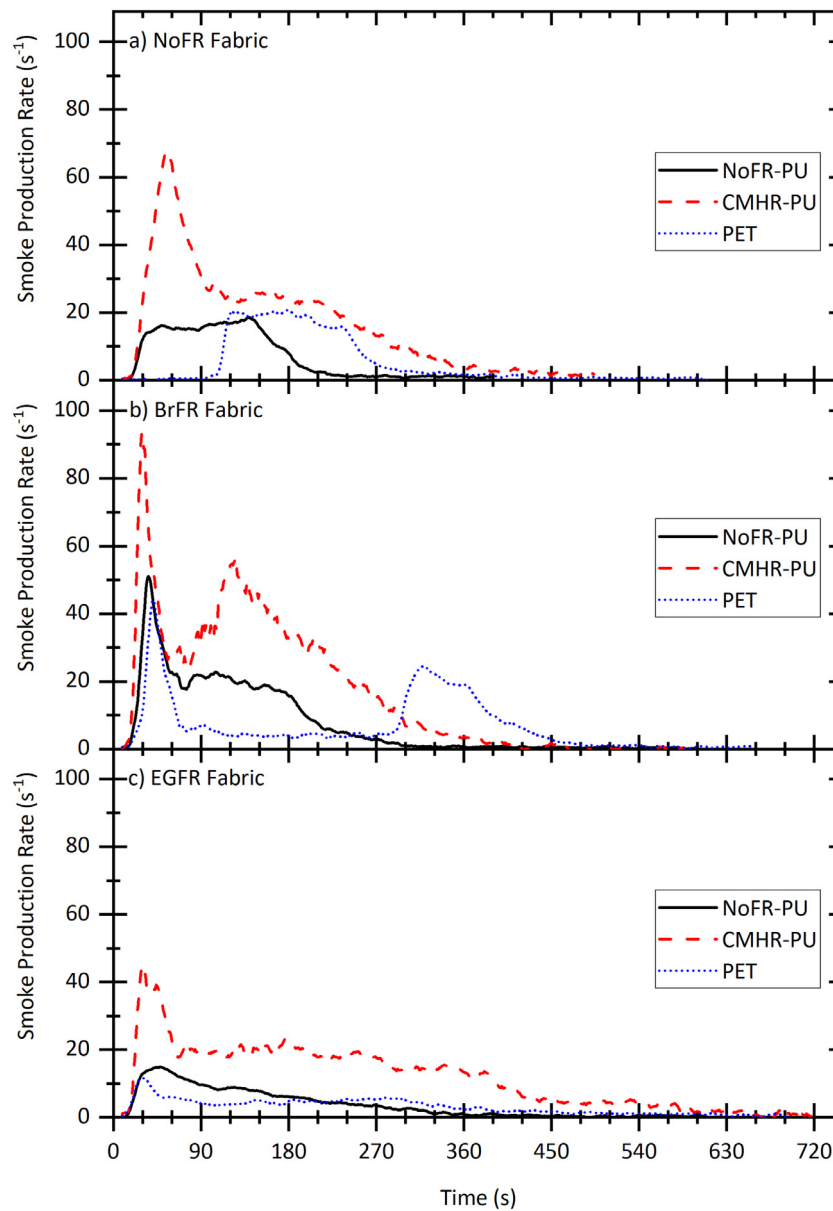 a) NoFR Fabric
Smoke Production Rate (s⁻¹)
100
80
60
40
20
0
NoFR-PU
CMHR-PU
PET
b) BrFR Fabric
Smoke Production Rate (s⁻¹)
100
80
60
40
20
0
NoFR-PU
CMHR-PU
PET
c) EGFR Fabric
Smoke Production Rate (s⁻¹)
100
80
60
40
20
0
NoFR-PU
CMHR-PU
PET
0 90 180 270 360 450 540 630 720
Time (s)